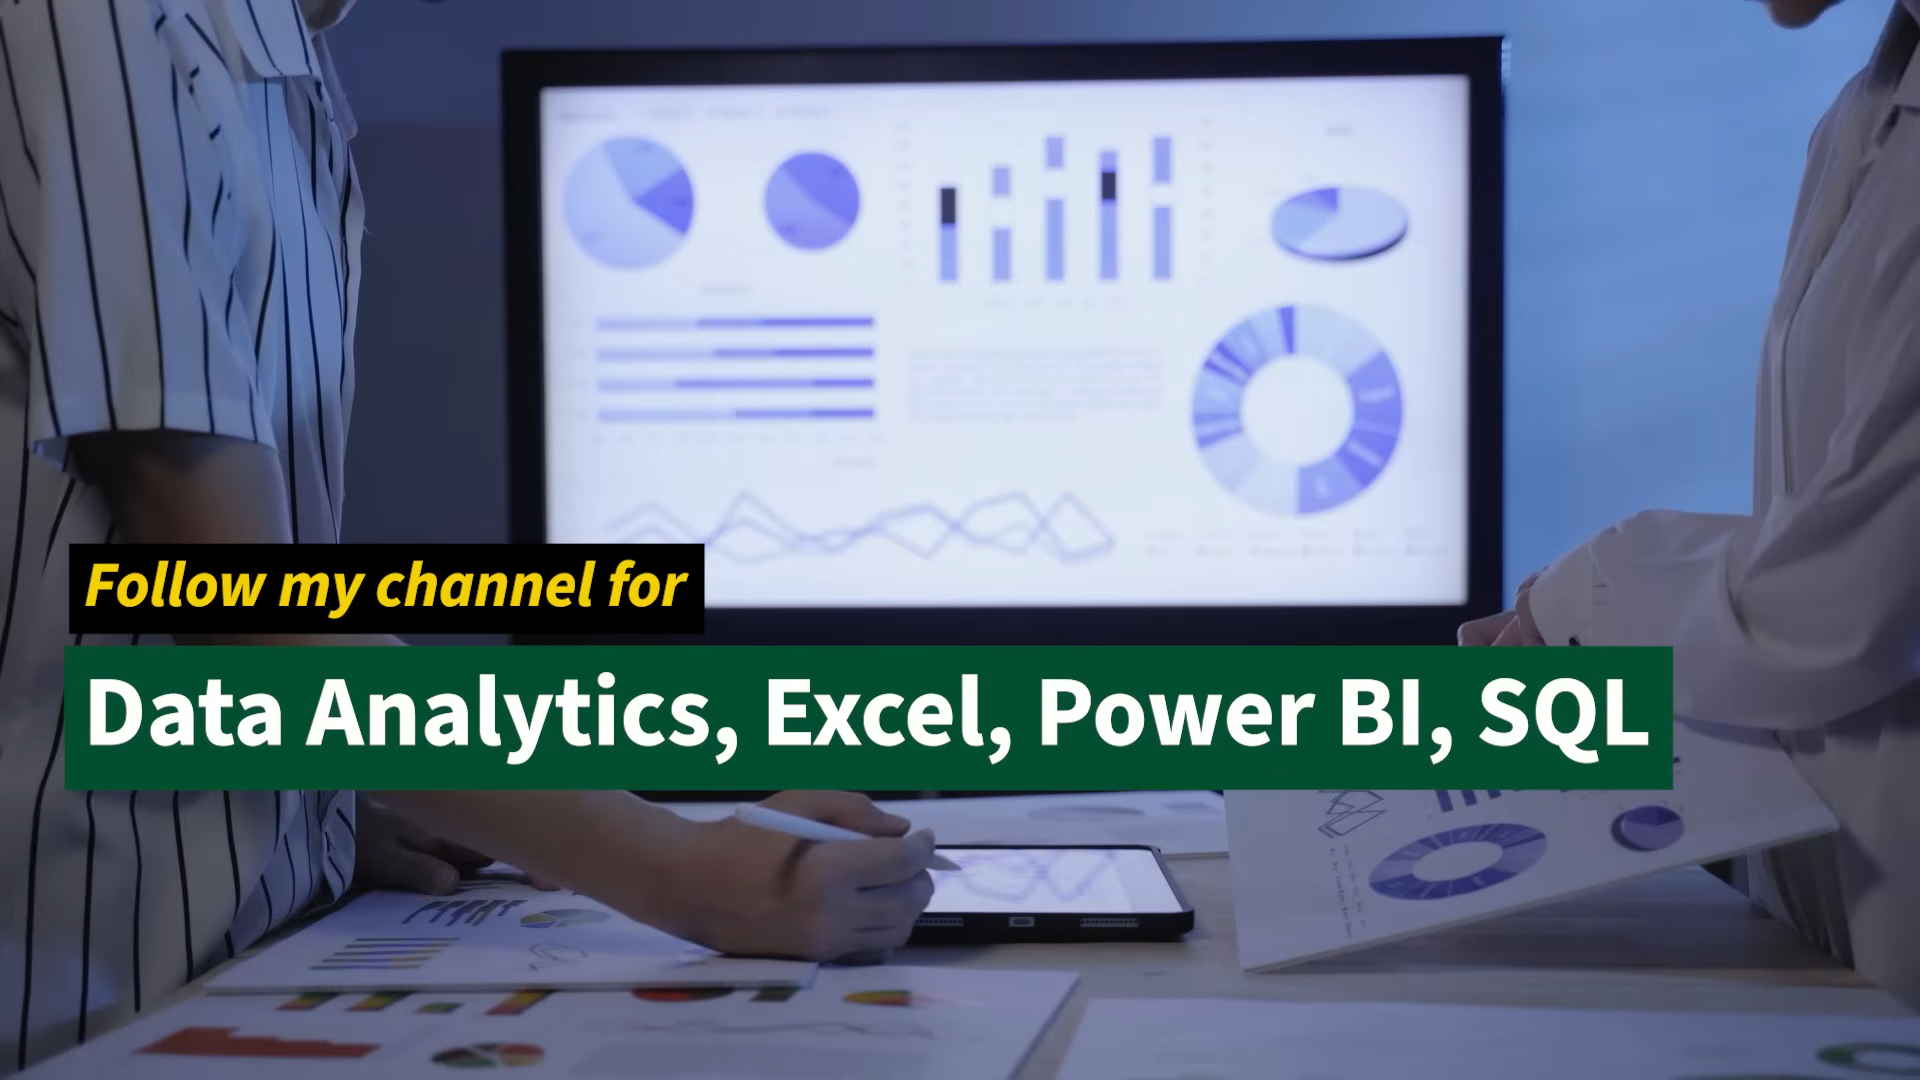 Follow my channel for
Data Analytics, Excel, Power BI, SQL